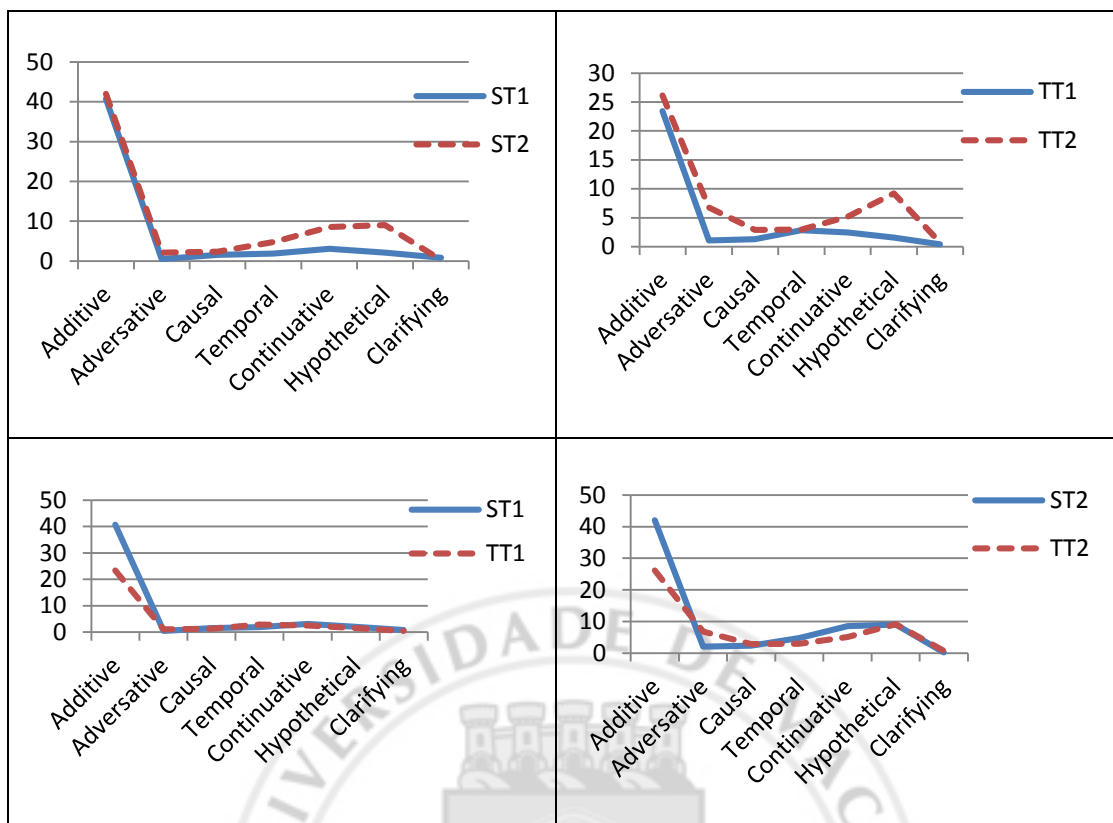 50
40
30
20
10
0
ST1
ST2
Additive
Adversative
Causal
Temporal
Continuative
Hypothetical
Clarifying
30
25
20
15
10
5
0
TT1
TT2
Additive
Adversative
Causal
Temporal
Continuative
Hypothetical
Clarifying
50
40
30
20
10
0
ST1
TT1
Additive
Adversative
Causal
Temporal
Continuative
Hypothetical
Clarifying
50
40
30
20
10
0
ST2
TT2
Additive
Adversative
Causal
Temporal
Continuative
Hypothetical
Clarifying